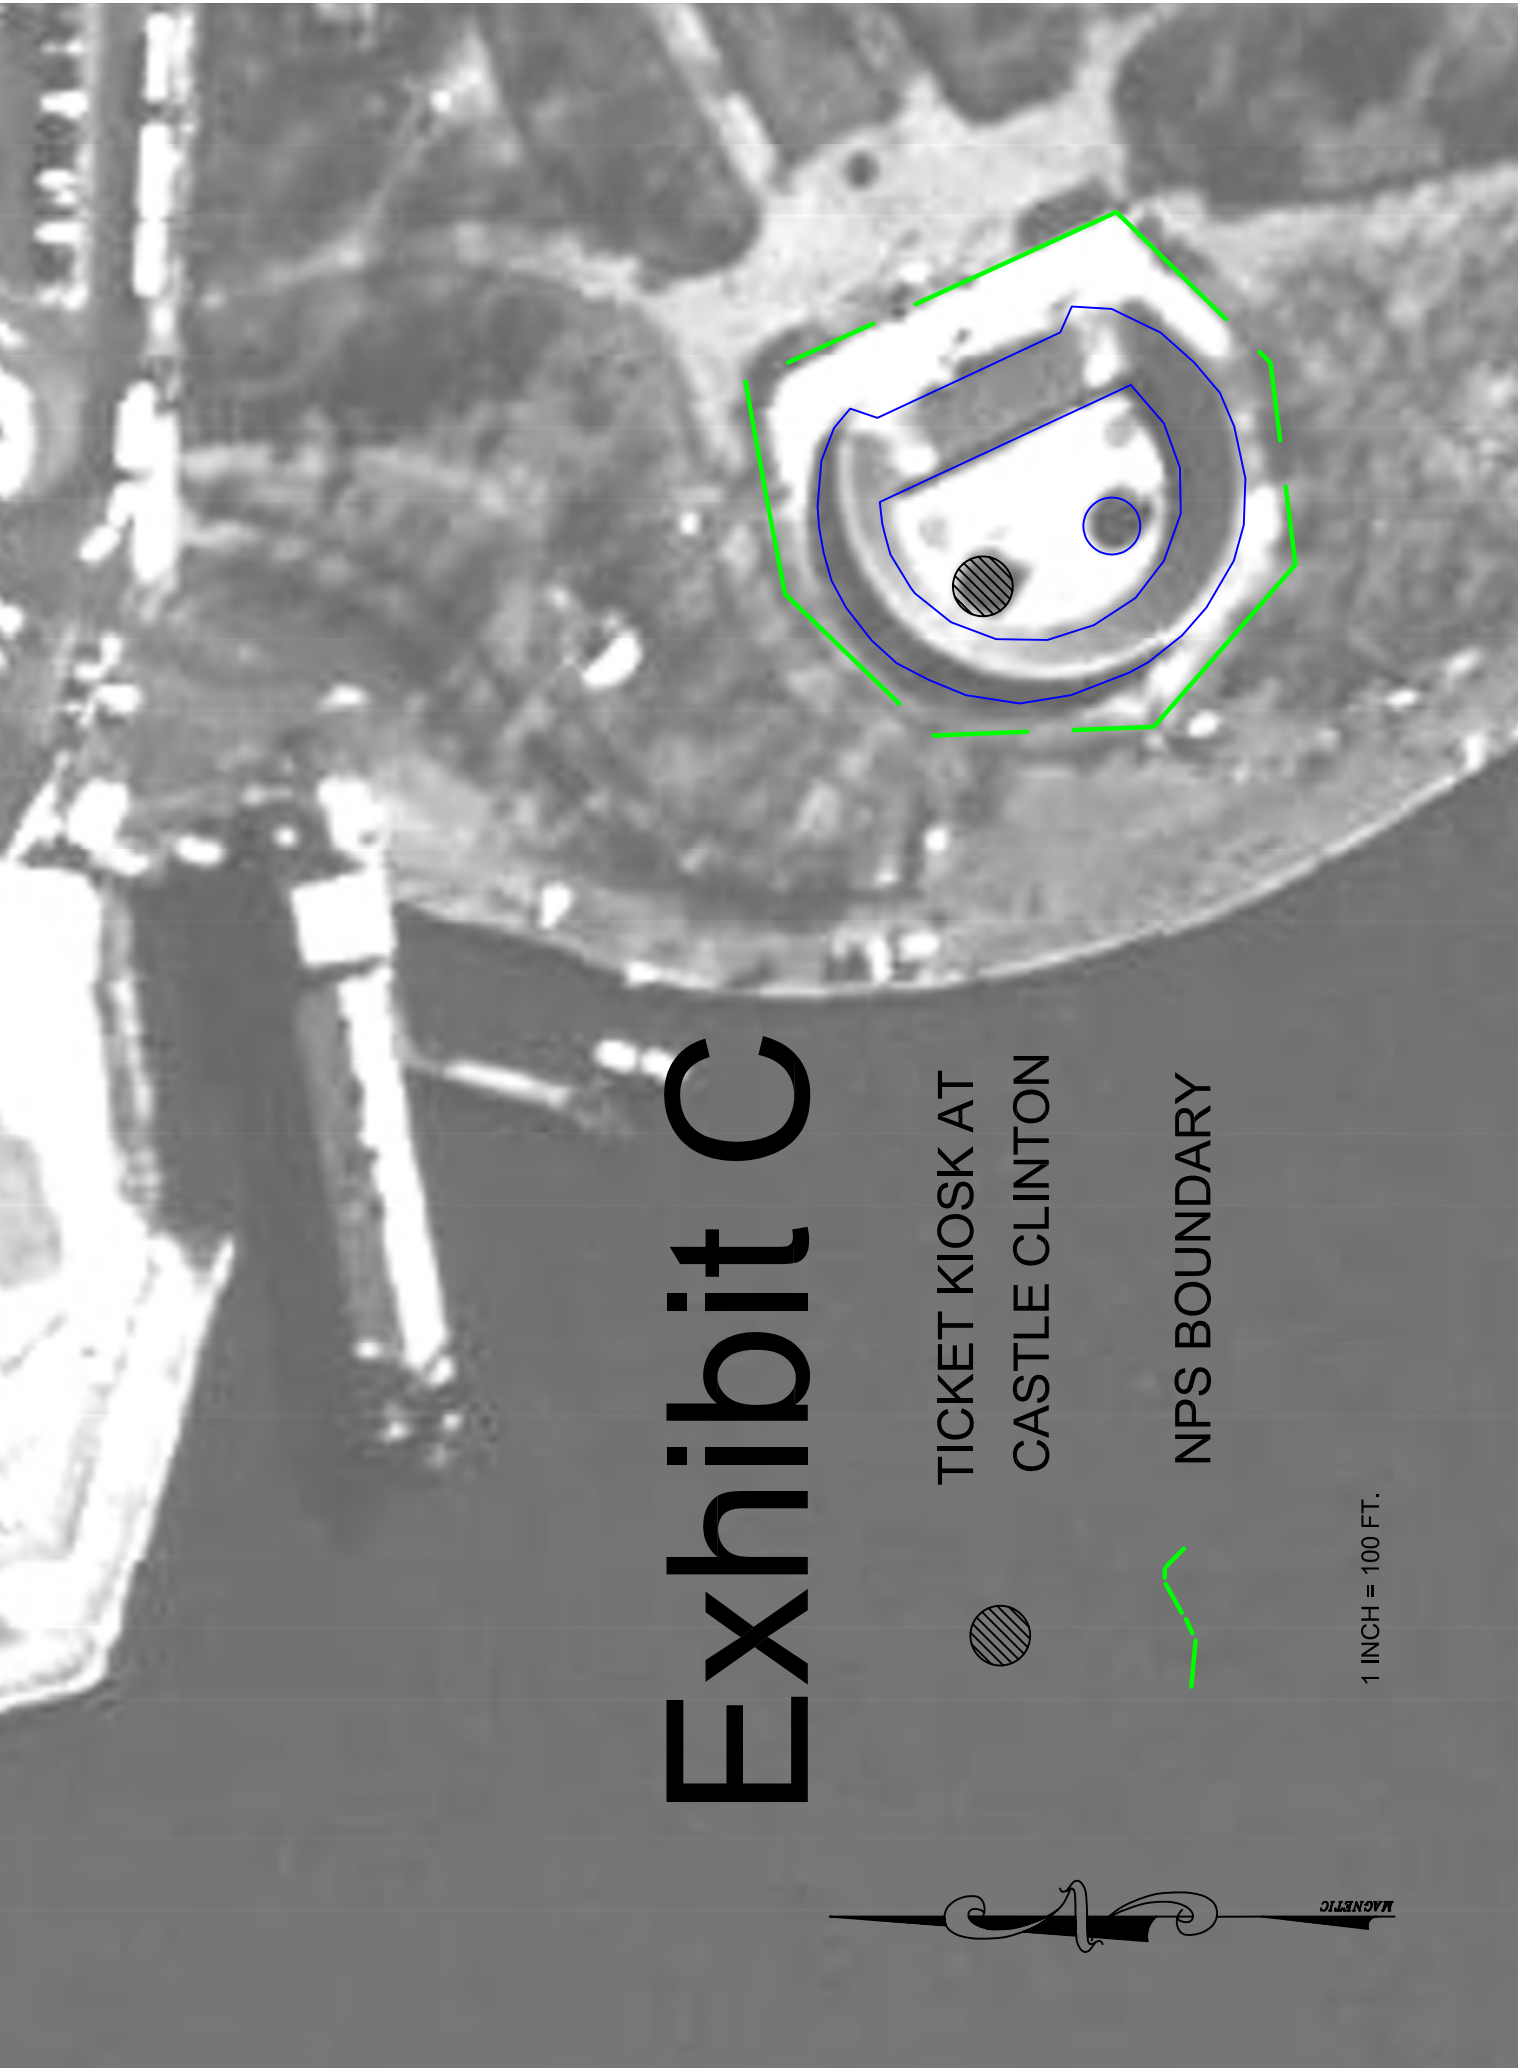 Exhibit C
TICKET KIOSK AT
CASTLE CLINTON
NPS BOUNDARY
1 INCH = 100 FT.
N
MAGNETIC